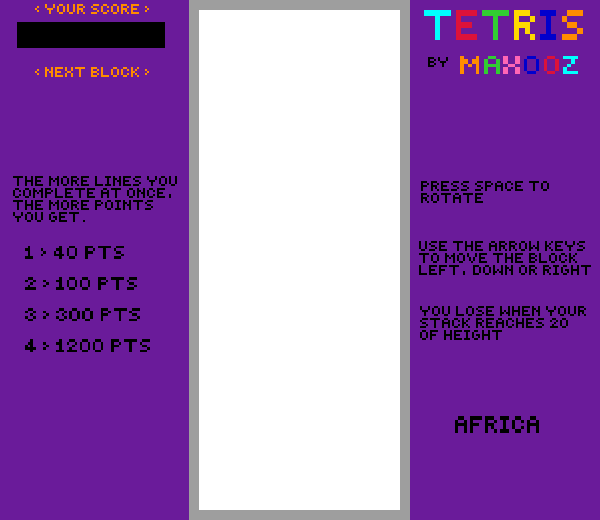 < YOUR SCORE >
< NEXT BLOCK >
THE MORE LINES YOU
COMPLETE AT ONCE,
THE MORE POINTS
YOU GET.
1 > 40 PTS
2 > 100 PTS
3 > 300 PTS
4 > 1200 PTS
TETRIS
BY MAXOOZ
PRESS SPACE TO
ROTATE
USE THE ARROW KEYS
TO MOVE THE BLOCK
LEFT, DOWN OR RIGHT
YOU LOSE WHEN YOUR
STACK REACHES 20
OF HEIGHT
AFRICA